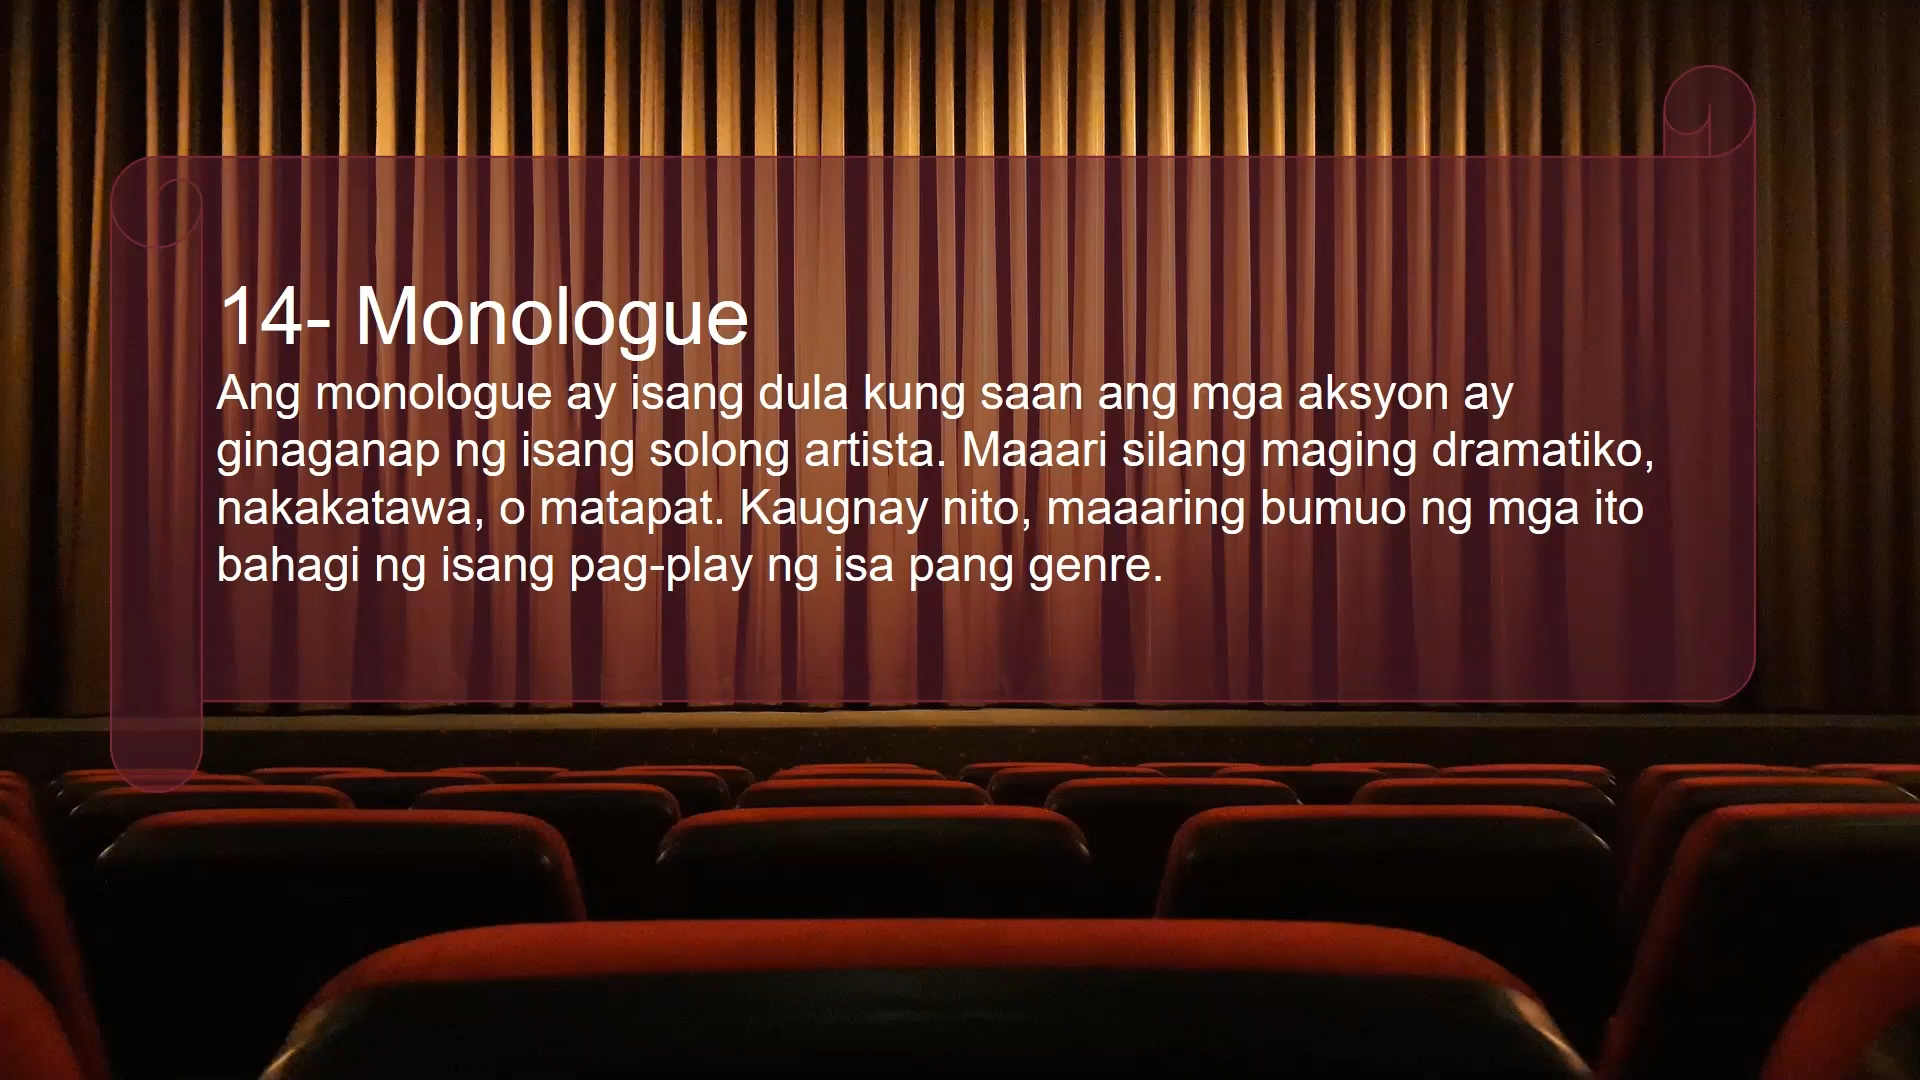 14- Monologue
Ang monologue ay isang dula kung saan ang mga aksyon ay
ginaganap ng isang solong artista. Maaari silang maging dramatiko,
nakakatawa, o matapat. Kaugnay nito, maaaring bumuo ng mga ito
bahagi ng isang pag-play ng isa pang genre.